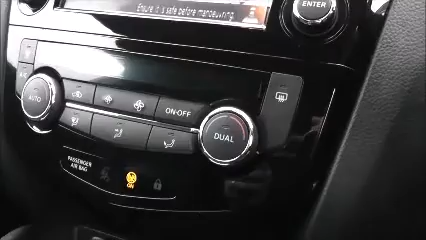 Ensure it is safe before manoeuvring
ENTER
A/C
AUTO
ON·OFF
DUAL
PASSENGER
AIR BAG
ON